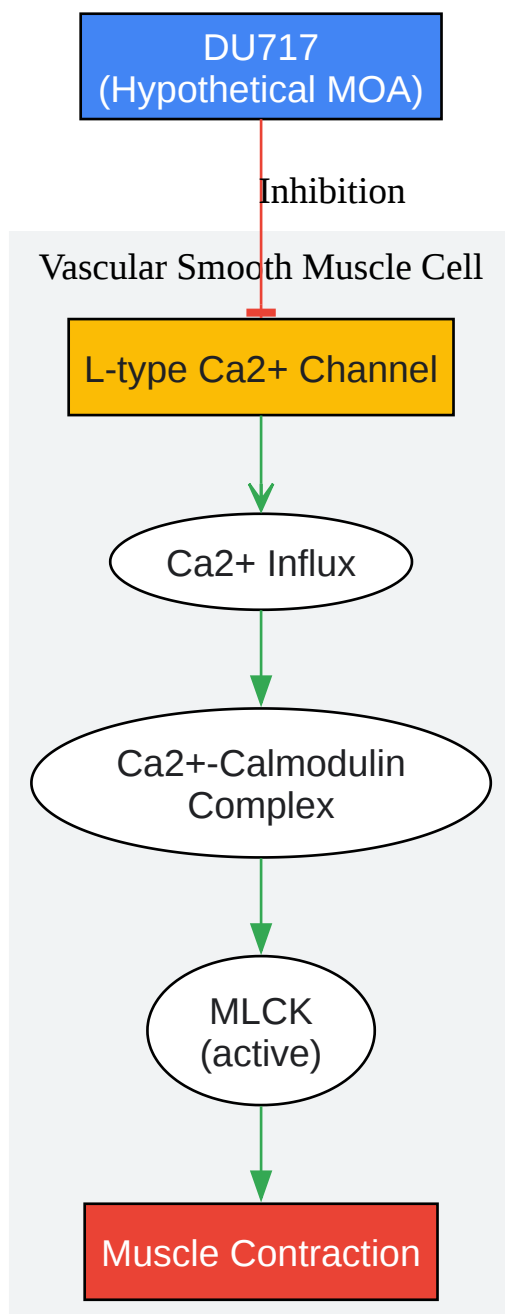 DU717
(Hypothetical MOA)
Inhibition
Vascular Smooth Muscle Cell
L-type Ca2+ Channel
Ca2+ Influx
Ca2+-Calmodulin
Complex
MLCK
(active)
Muscle Contraction